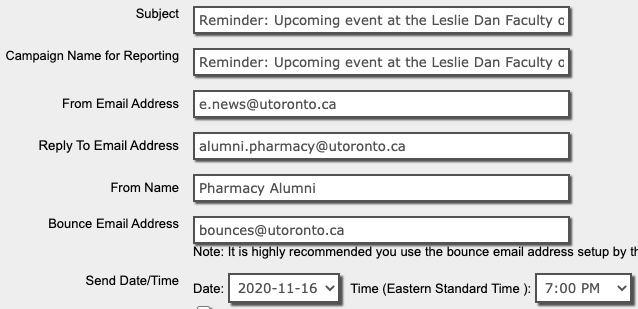 Subject Reminder: Upcoming event at the Leslie Dan Faculty
Campaign Name for Reporting Reminder: Upcoming event at the Leslie Dan Faculty
From Email Address e.news@utoronto.ca
Reply To Email Address alumni.pharmacy@utoronto.ca
From Name Pharmacy Alumni
Bounce Email Address bounces@utoronto.ca
Note: It is highly recommended you use the bounce email address setup by
Send Date/Time Date: 2020-11-16 Time (Eastern Standard Time ): 7:00 PM